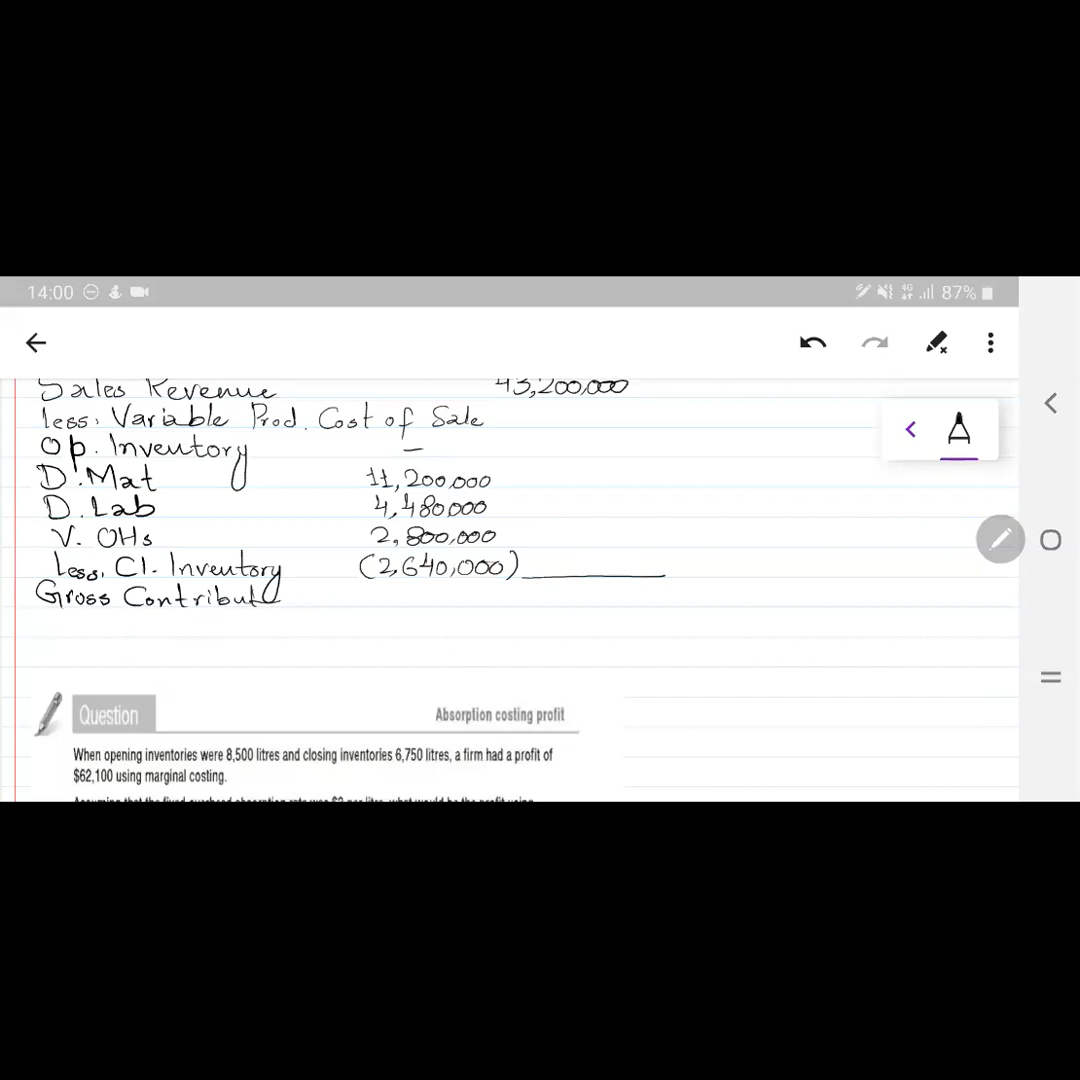 14:00 87%
Sales Revenue 43,200,000
less, Variable Prod. Cost of Sale
Op. Inventory –
D. Mat 11,200,000
D. Lab 4,480,000
V. OHs 2,800,000
Less, Cl. Inventory (2,640,000)
Gross Contribut
Question Absorption costing profit
When opening inventories were 8,500 litres and closing inventories 6,750 litres, a firm had a profit of
$62,100 using marginal costing.